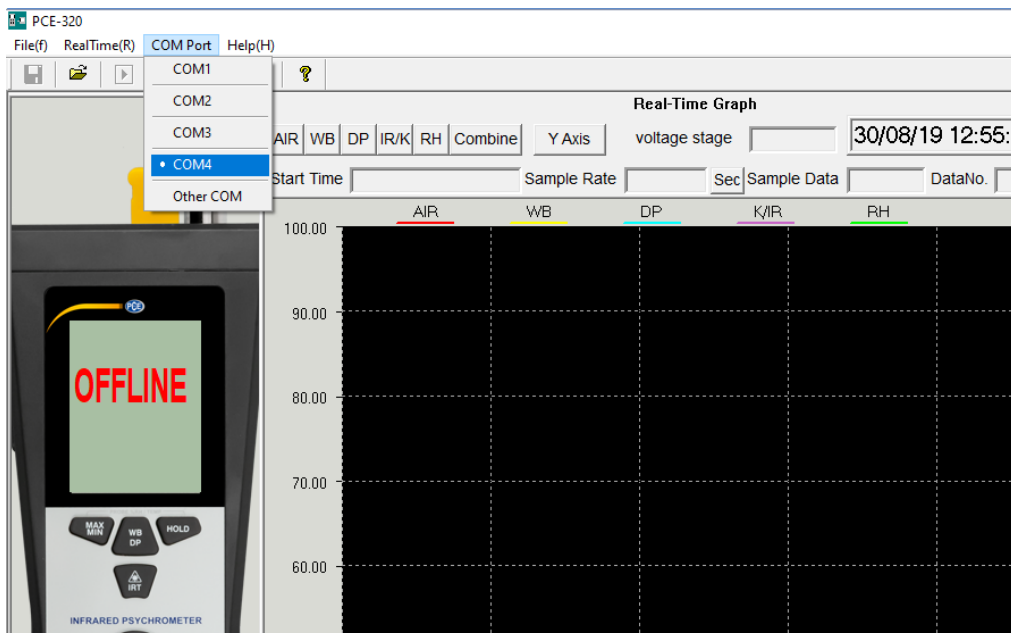 PCE-320
File(f) RealTime(R) COM Port Help(H)
COM1
COM2
COM3
COM4
Other COM
Real-Time Graph
AIR WB DP IR/K RH Combine Y Axis voltage stage 30/08/19 12:55:
Start Time Sample Rate Sec Sample Data DataNo.
AIR WB DP K/IR RH
100.00
90.00
80.00
70.00
60.00
PCE
OFFLINE
MAX MIN
WB DP
HOLD
IRT
INFRARED PSYCHROMETER